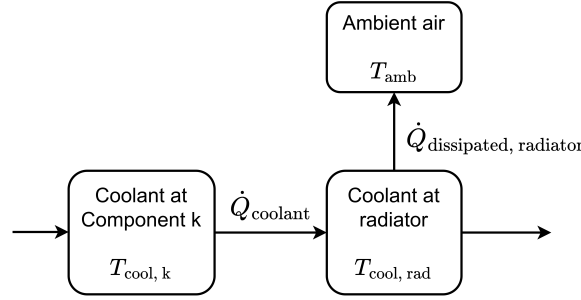 Ambient air
T_amb
Q̇_dissipated, radiator
Coolant at
Component k
T_cool, k
Q̇_coolant
Coolant at
radiator
T_cool, rad